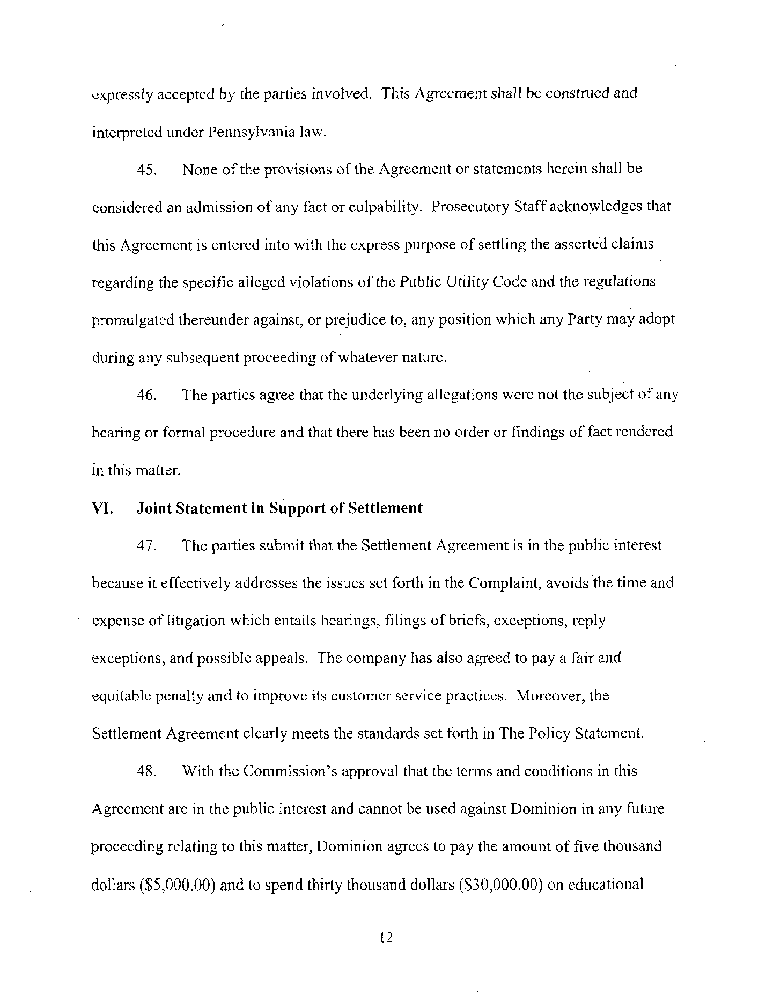 expressly accepted by the parties involved. This Agreement shall be construed and
interpreted under Pennsylvania law.
45. None of the provisions of the Agreement or statements herein shall be
considered an admission of any fact or culpability. Prosecutory Staff acknowledges that
this Agreement is entered into with the express purpose of settling the asserted claims
regarding the specific alleged violations of the Public Utility Code and the regulations
promulgated thereunder against, or prejudice to, any position which any Party may adopt
during any subsequent proceeding of whatever nature.
46. The parties agree that the underlying allegations were not the subject of any
hearing or formal procedure and that there has been no order or findings of fact rendered
in this matter.
VI. Joint Statement in Support of Settlement
47. The parties submit that the Settlement Agreement is in the public interest
because it effectively addresses the issues set forth in the Complaint, avoids the time and
expense of litigation which entails hearings, filings of briefs, exceptions, reply
exceptions, and possible appeals. The company has also agreed to pay a fair and
equitable penalty and to improve its customer service practices. Moreover, the
Settlement Agreement clearly meets the standards set forth in The Policy Statement.
48. With the Commission's approval that the terms and conditions in this
Agreement are in the public interest and cannot be used against Dominion in any future
proceeding relating to this matter, Dominion agrees to pay the amount of five thousand
dollars ($5,000.00) and to spend thirty thousand dollars ($30,000.00) on educational
12